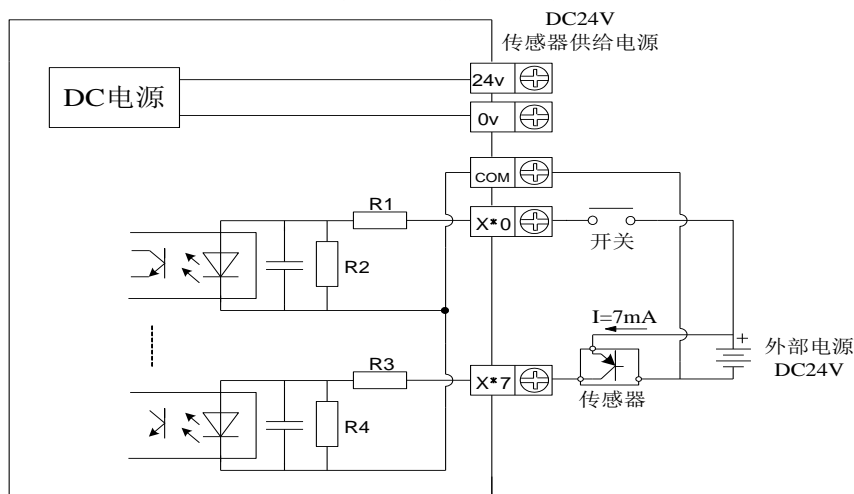 DC24V
传感器供给电源
DC电源
24v
0v
COM
R1
X*0
开关
R2
I=7mA
+
外部电源
DC24V
R3
X*7
传感器
R4